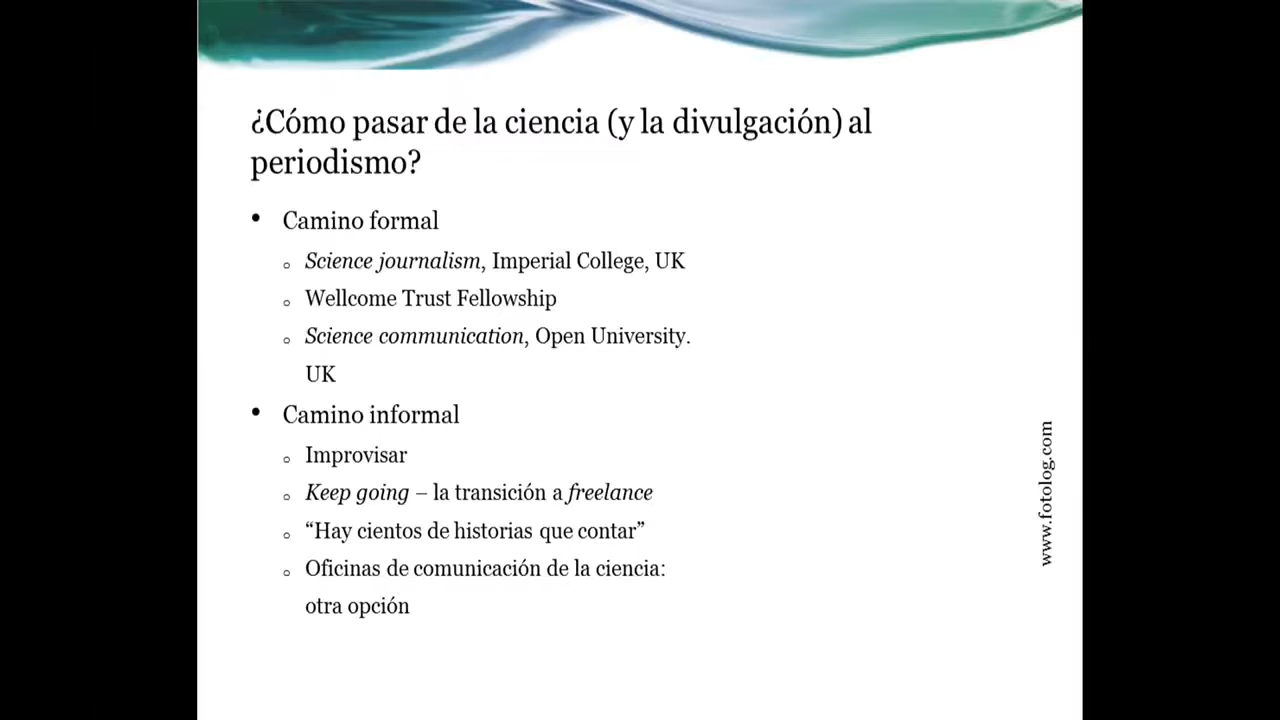 ¿Cómo pasar de la ciencia (y la divulgación) al
periodismo?
• Camino formal
o Science journalism, Imperial College, UK
o Wellcome Trust Fellowship
o Science communication, Open University.
UK
• Camino informal
o Improvisar
o Keep going – la transición a freelance
o “Hay cientos de historias que contar”
o Oficinas de comunicación de la ciencia:
otra opción
www.fotolog.com